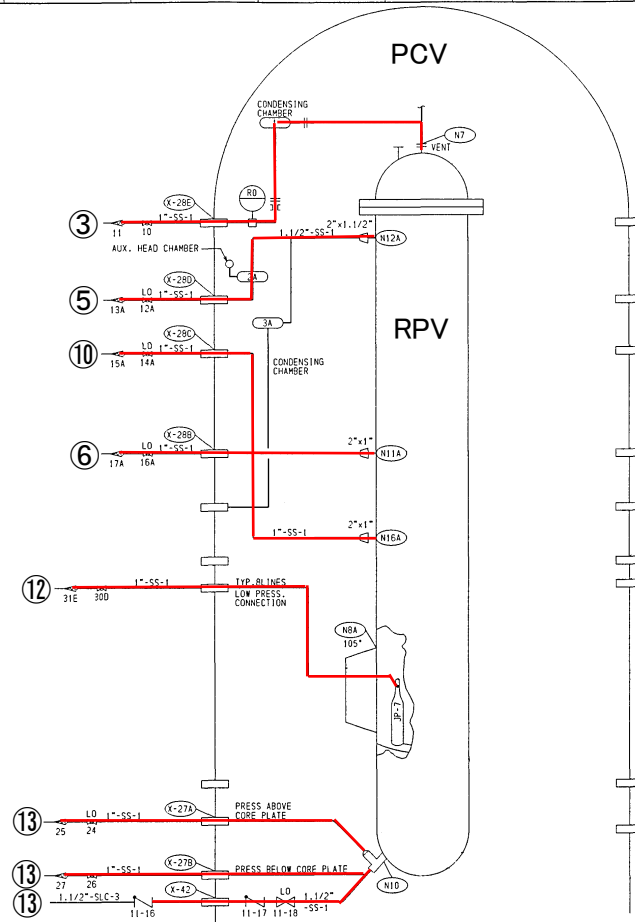 PCV
CONDENSING
CHAMBER
N7
VENT
X-28E
RO
③
1"-SS-1
11
10
2"x1.1/2"
1.1/2"-SS-1
N12A
AUX. HEAD CHAMBER
2A
X-28D
⑤
LO
1"-SS-1
13A
12A
RPV
3A
X-28C
⑩
LO
1"-SS-1
15A
14A
CONDENSING
CHAMBER
X-28B
⑥
LO
1"-SS-1
17A
16A
2"x1"
N11A
2"x1"
1"-SS-1
N16A
⑫
1"-SS-1
31E
30D
TYP.8LINES
LOW PRESS.
CONNECTION
N8A
105°
JP-7
X-27A
PRESS ABOVE
CORE PLATE
⑬
LO
1"-SS-1
25
24
X-27B
PRESS BELOW CORE PLATE
⑬
1"-SS-1
27
26
N10
X-42
⑬
1.1/2"-SLC-3
11-16
LO
11-17
11-18
1.1/2"
-SS-1